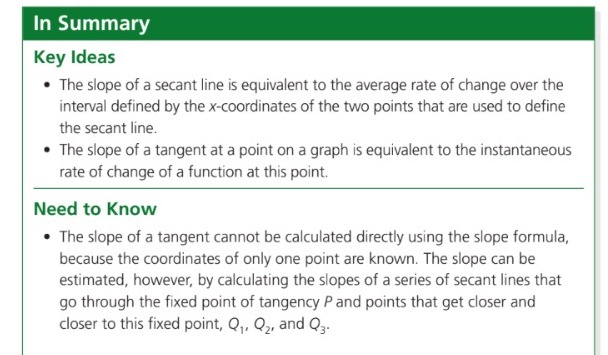 In Summary
Key Ideas
• The slope of a secant line is equivalent to the average rate of change over the
interval defined by the x-coordinates of the two points that are used to define
the secant line.
• The slope of a tangent at a point on a graph is equivalent to the instantaneous
rate of change of a function at this point.
Need to Know
• The slope of a tangent cannot be calculated directly using the slope formula,
because the coordinates of only one point are known. The slope can be
estimated, however, by calculating the slopes of a series of secant lines that
go through the fixed point of tangency P and points that get closer and
closer to this fixed point, Q₁, Q₂, and Q₃.